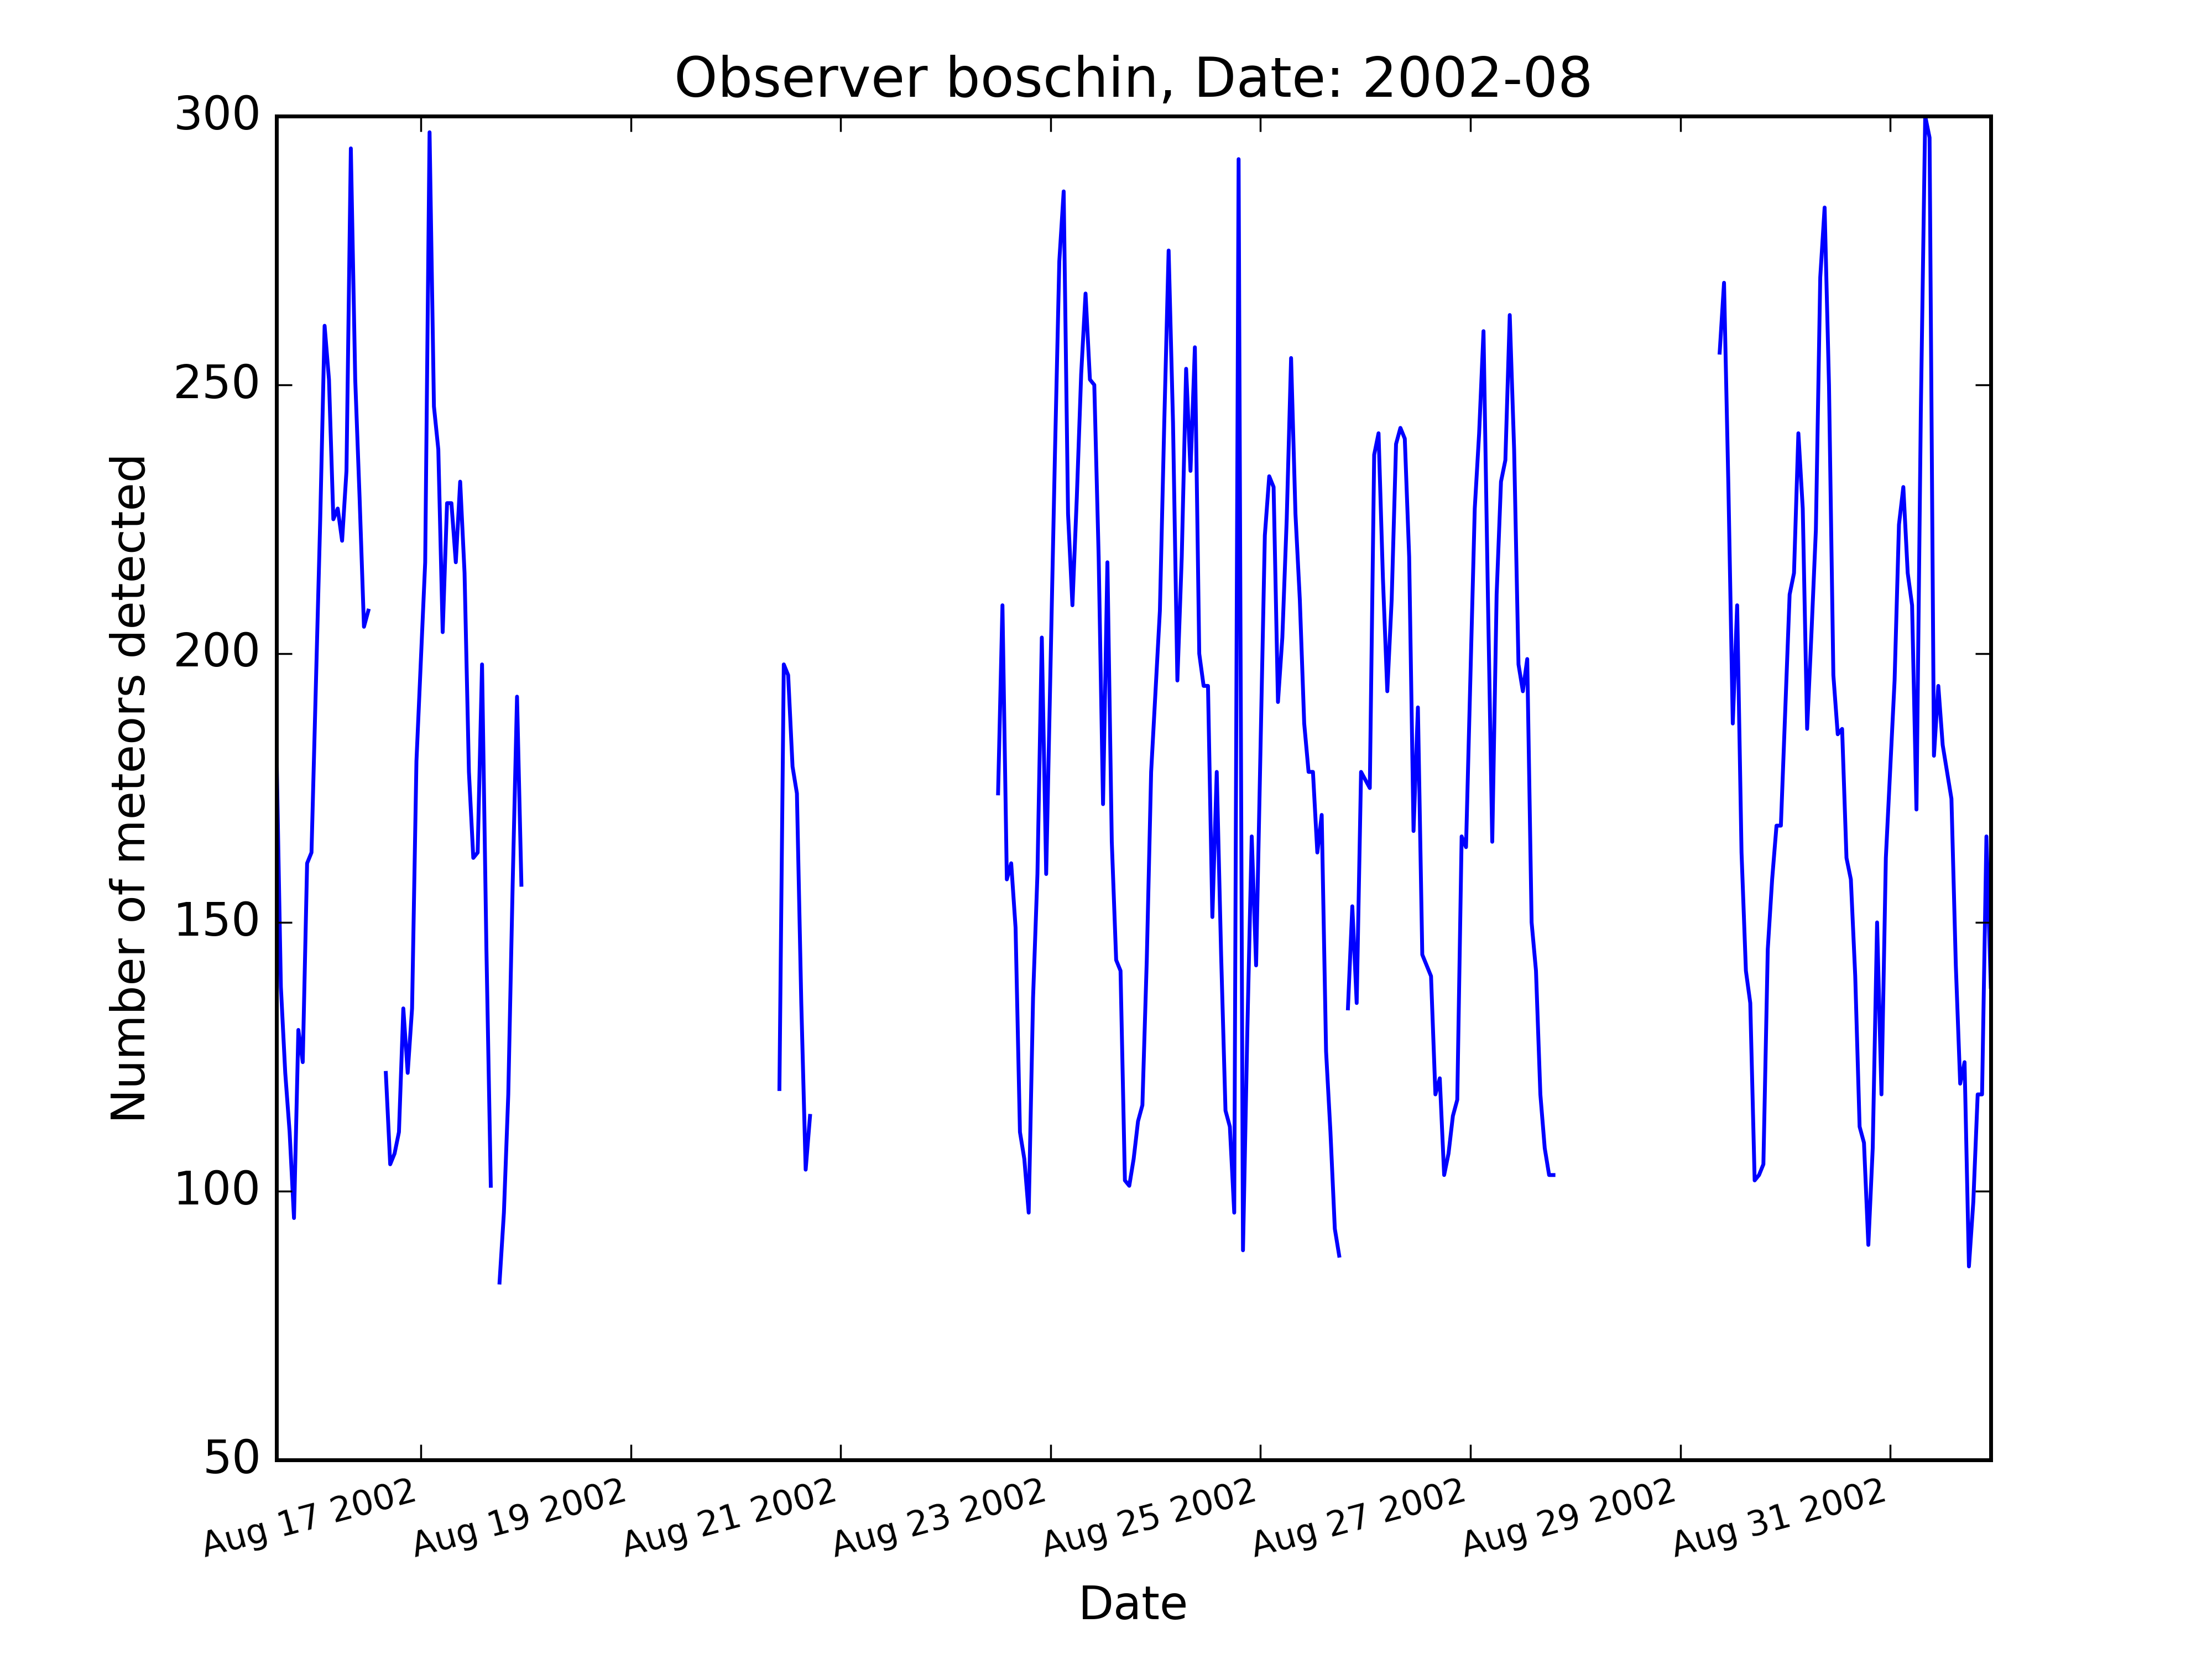 Observer boschin, Date: 2002-08
300
250
200
150
100
50
Number of meteors detected
Aug 17 2002
Aug 19 2002
Aug 21 2002
Aug 23 2002
Aug 25 2002
Aug 27 2002
Aug 29 2002
Aug 31 2002
Date